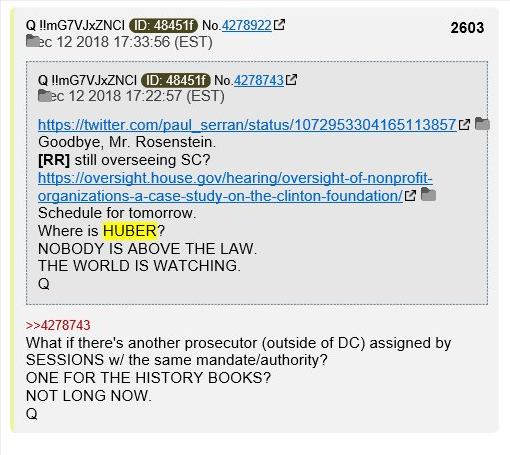 Q !!mG7VJxZNCI ID: 48451f No.4278922 2603
ec 12 2018 17:33:56 (EST)
Q !!mG7VJxZNCI ID: 48451f No.4278743
ec 12 2018 17:22:57 (EST)
https://twitter.com/paul_serran/status/1072953304165113857
Goodbye, Mr. Rosenstein.
[RR] still overseeing SC?
https://oversight.house.gov/hearing/oversight-of-nonprofit-
organizations-a-case-study-on-the-clinton-foundation/
Schedule for tomorrow.
Where is HUBER?
NOBODY IS ABOVE THE LAW.
THE WORLD IS WATCHING.
Q
>>4278743
What if there's another prosecutor (outside of DC) assigned by
SESSIONS w/ the same mandate/authority?
ONE FOR THE HISTORY BOOKS?
NOT LONG NOW.
Q